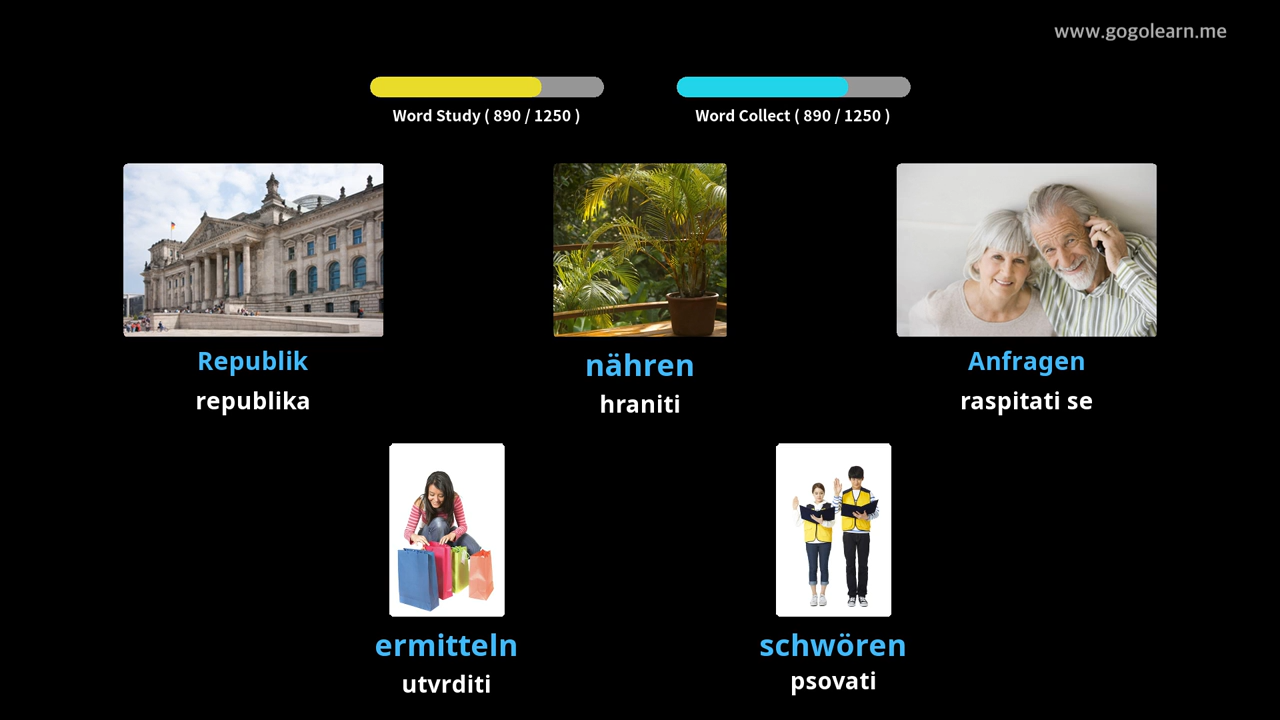 www.gogolearn.me
Word Study ( 890 / 1250 )
Word Collect ( 890 / 1250 )
Republik
republika
nähren
hraniti
Anfragen
raspitati se
ermitteln
utvrditi
schwören
psovati